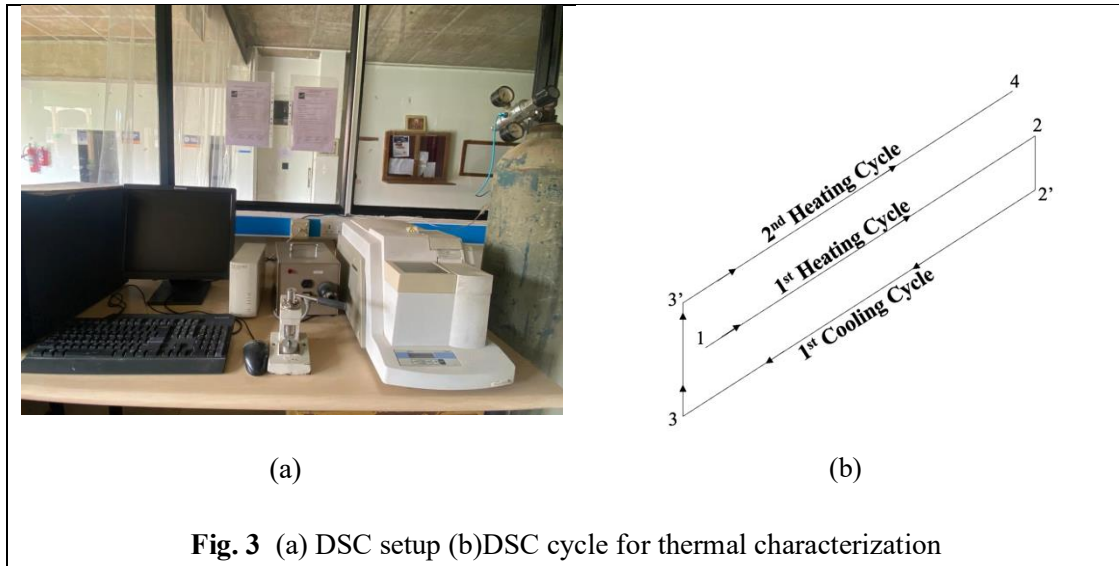 4
2
2nd Heating Cycle
1st Heating Cycle
2'
3'
1
1st Cooling Cycle
3
(a)
(b)
Fig. 3 (a) DSC setup (b)DSC cycle for thermal characterization